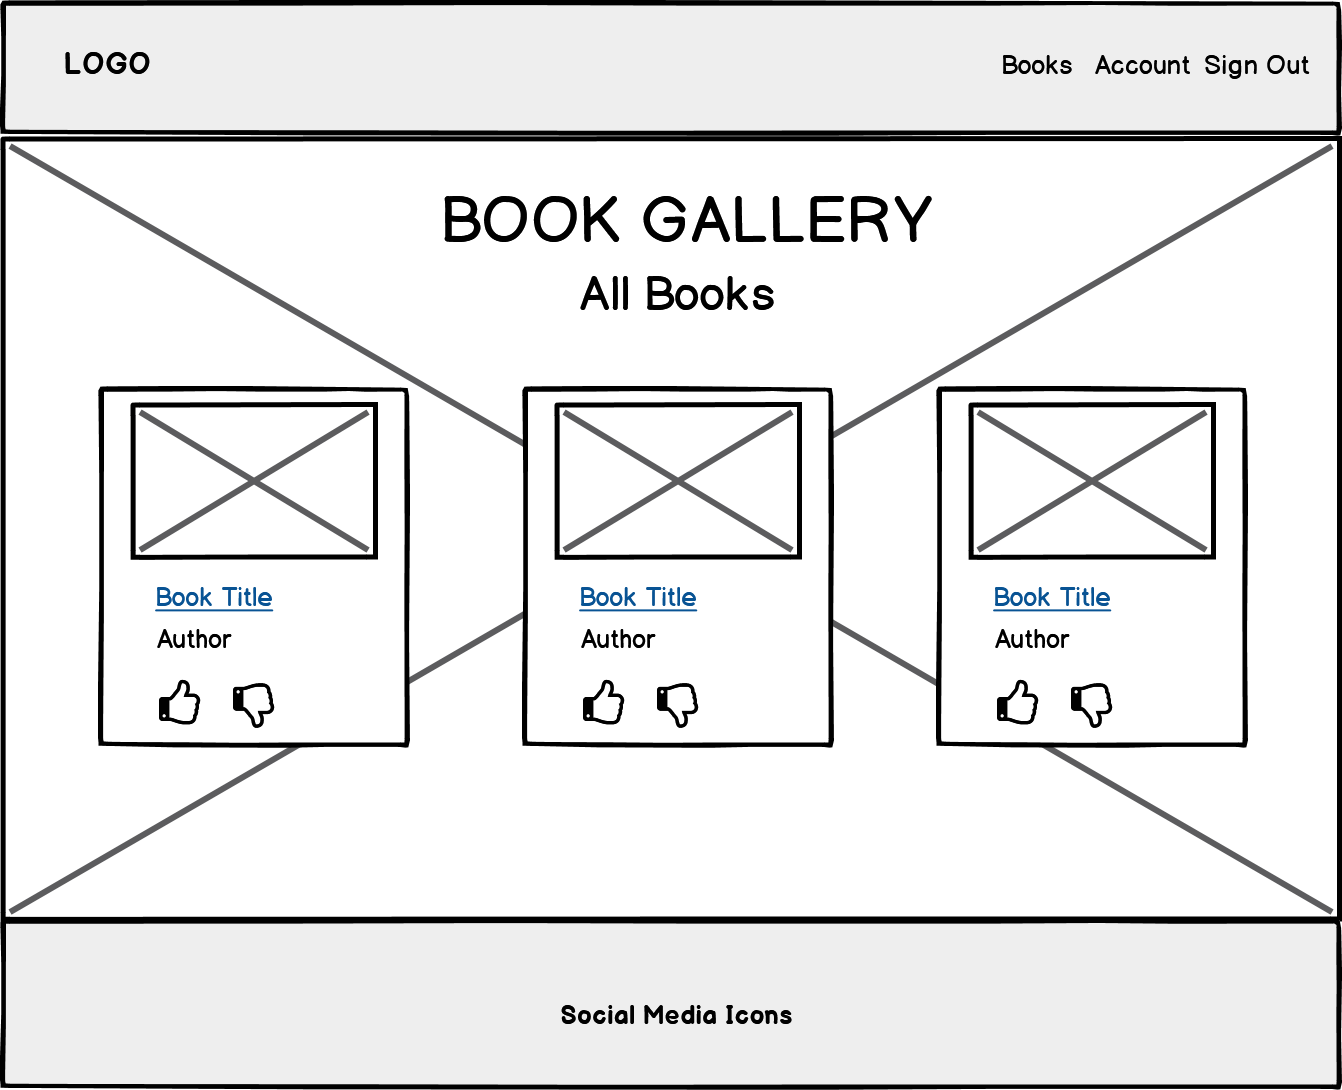 LOGO
Books Account Sign Out
BOOK GALLERY
All Books
Book Title
Author
Book Title
Author
Book Title
Author
Social Media Icons